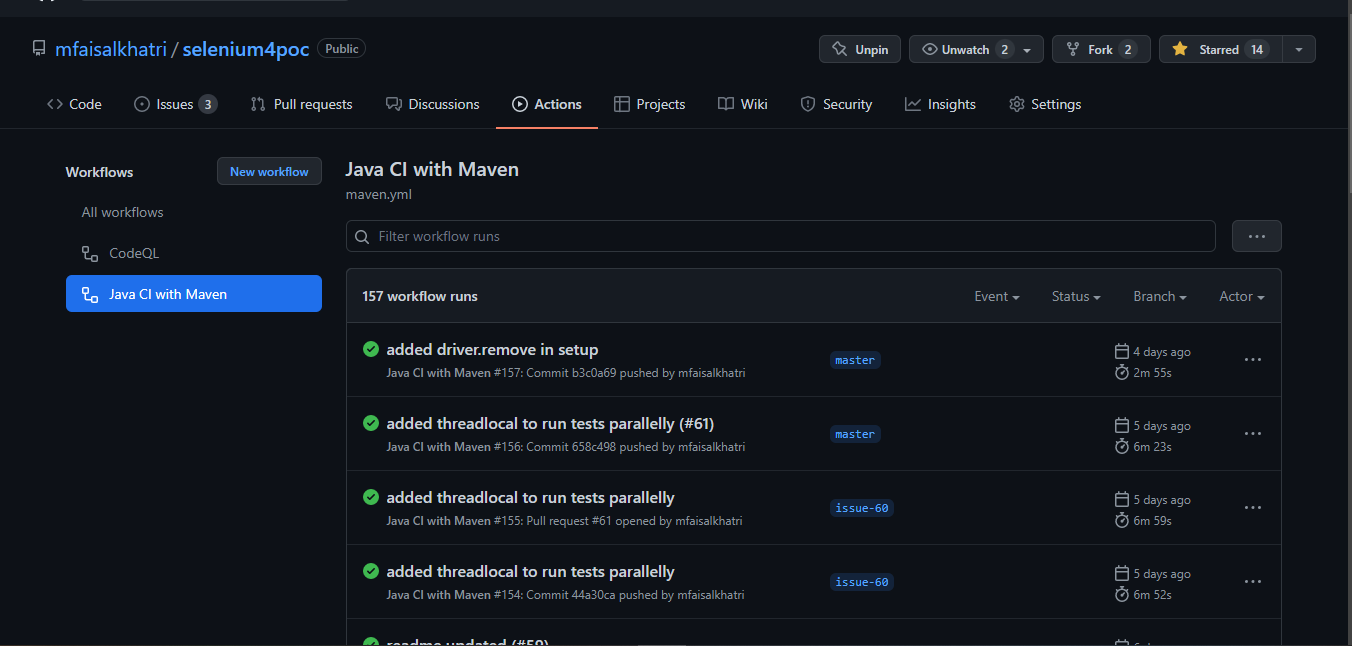 mfaisalkhatri / selenium4poc Public
Unpin Unwatch 2 Fork 2 Starred 14
Code Issues 3 Pull requests Discussions Actions Projects Wiki Security Insights Settings
Workflows New workflow
All workflows
CodeQL
Java CI with Maven
Java CI with Maven
maven.yml
Filter workflow runs
157 workflow runs Event Status Branch Actor
added driver.remove in setup
Java CI with Maven #157: Commit b3c0a69 pushed by mfaisalkhatri
master
4 days ago
2m 55s
added threadlocal to run tests parallelly (#61)
Java CI with Maven #156: Commit 658c498 pushed by mfaisalkhatri
master
5 days ago
6m 23s
added threadlocal to run tests parallelly
Java CI with Maven #155: Pull request #61 opened by mfaisalkhatri
issue-60
5 days ago
6m 59s
added threadlocal to run tests parallelly
Java CI with Maven #154: Commit 44a30ca pushed by mfaisalkhatri
issue-60
5 days ago
6m 52s
readme updated (#59)